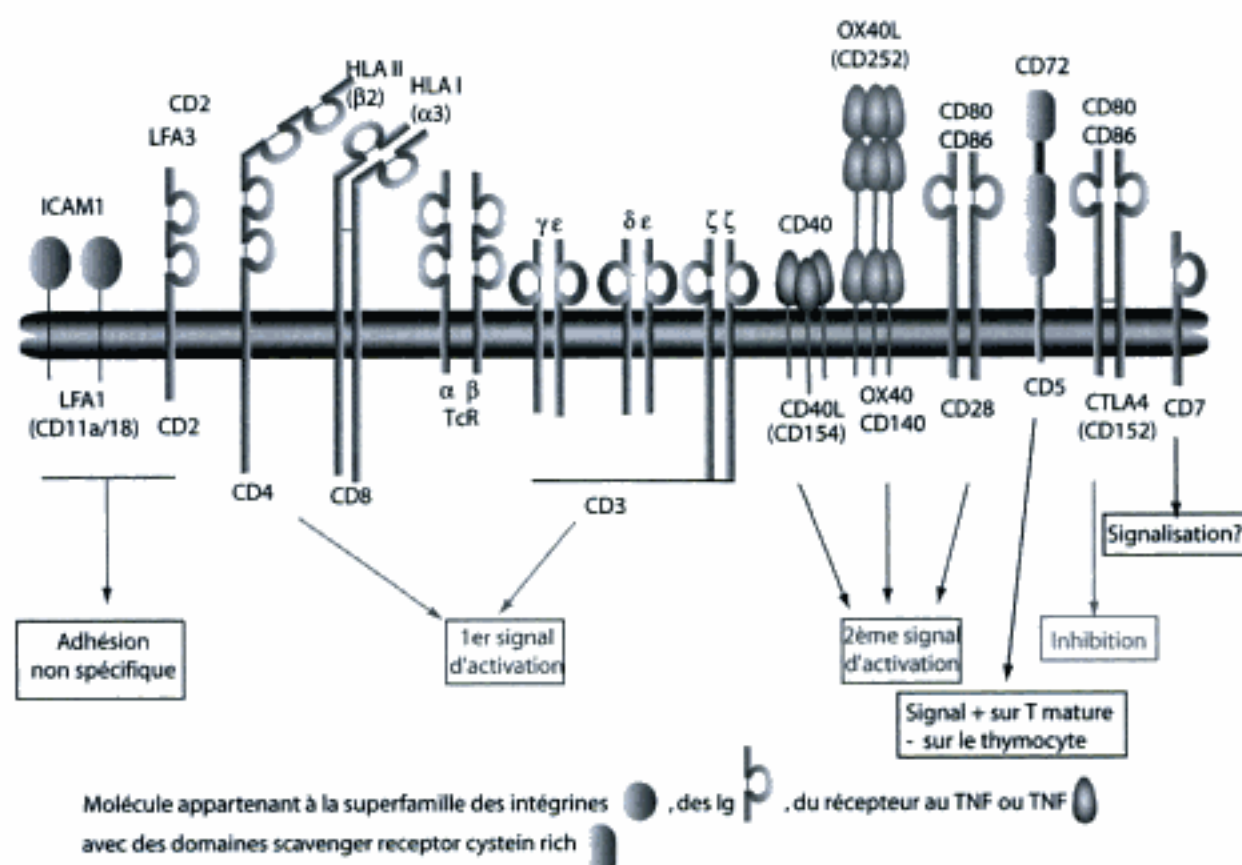 OX40L
(CD252)
CD72
HLA II
(β2)
HLA I
(α3)
CD2
LFA3
CD80
CD86
CD80
CD86
ICAM1
CD40
γ ε
δ ε
ζ ζ
α β
TcR
LFA1
(CD11a/18)
CD2
CD4
CD8
CD3
CD40L
(CD154)
OX40
CD140
CD28
CD5
CTLA4
(CD152)
CD7
Signalisation?
Adhésion
non spécifique
1er signal
d'activation
2ème signal
d'activation
Inhibition
Signal + sur T mature
- sur le thymocyte
Molécule appartenant à la superfamille des intégrines , des Ig , du récepteur au TNF ou TNF
avec des domaines scavenger receptor cystein rich